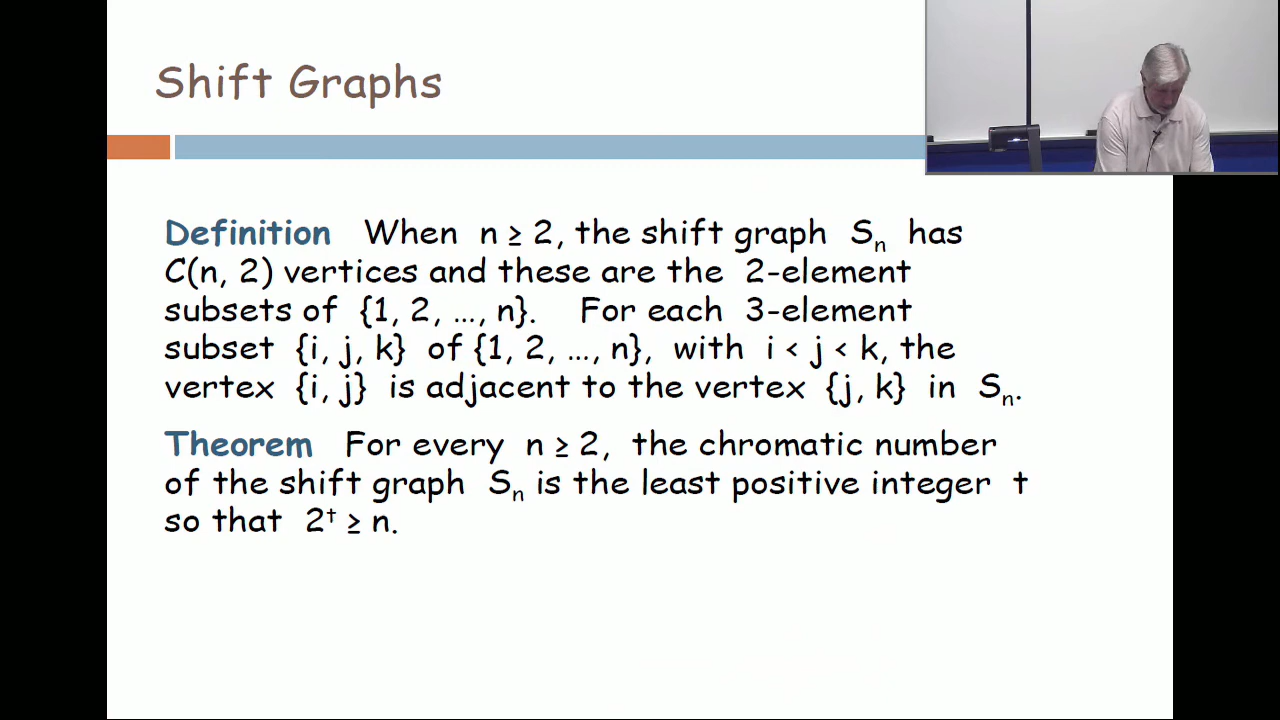 Shift Graphs
Definition When n ≥ 2, the shift graph Sₙ has
C(n, 2) vertices and these are the 2-element
subsets of {1, 2, …, n}. For each 3-element
subset {i, j, k} of {1, 2, …, n}, with i < j < k, the
vertex {i, j} is adjacent to the vertex {j, k} in Sₙ.
Theorem For every n ≥ 2, the chromatic number
of the shift graph Sₙ is the least positive integer t
so that 2ᵗ ≥ n.